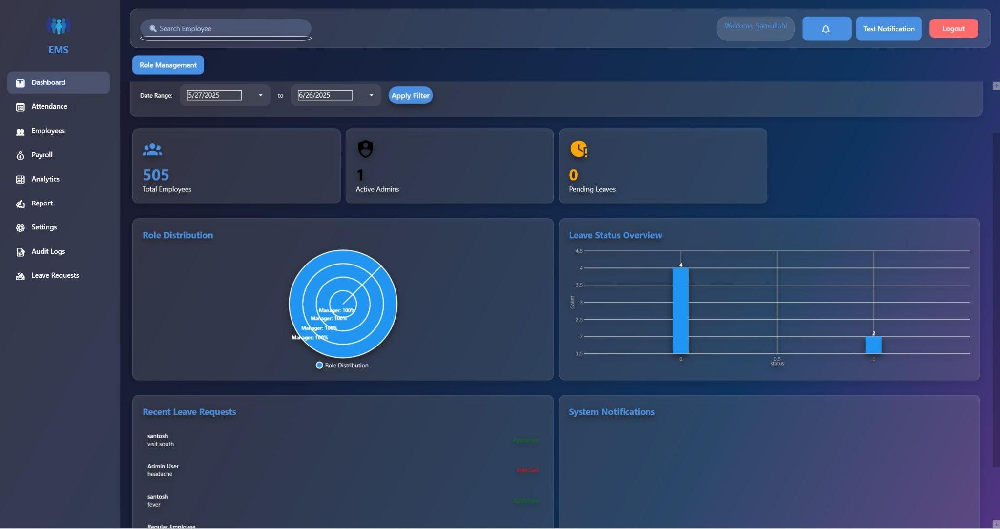 EMS
Dashboard
Attendance
Employees
Payroll
Analytics
Report
Settings
Audit Logs
Leave Requests
Search Employee
Welcome, Samiullah!
Test Notification
Logout
Role Management
Date Range:
5/27/2025
to
6/26/2025
Apply Filter
505
Total Employees
1
Active Admins
0
Pending Leaves
Role Distribution
Manager: 100%
Manager: 100%
Manager: 100%
Manager: 100%
Role Distribution
Leave Status Overview
4.5
4
3.5
3
2.5
2
1.5
Count
4
2
0
0.5
1
Status
Recent Leave Requests
santosh
visit south
Approved
Admin User
headache
Rejected
santosh
fever
Approved
Regular Employee
System Notifications